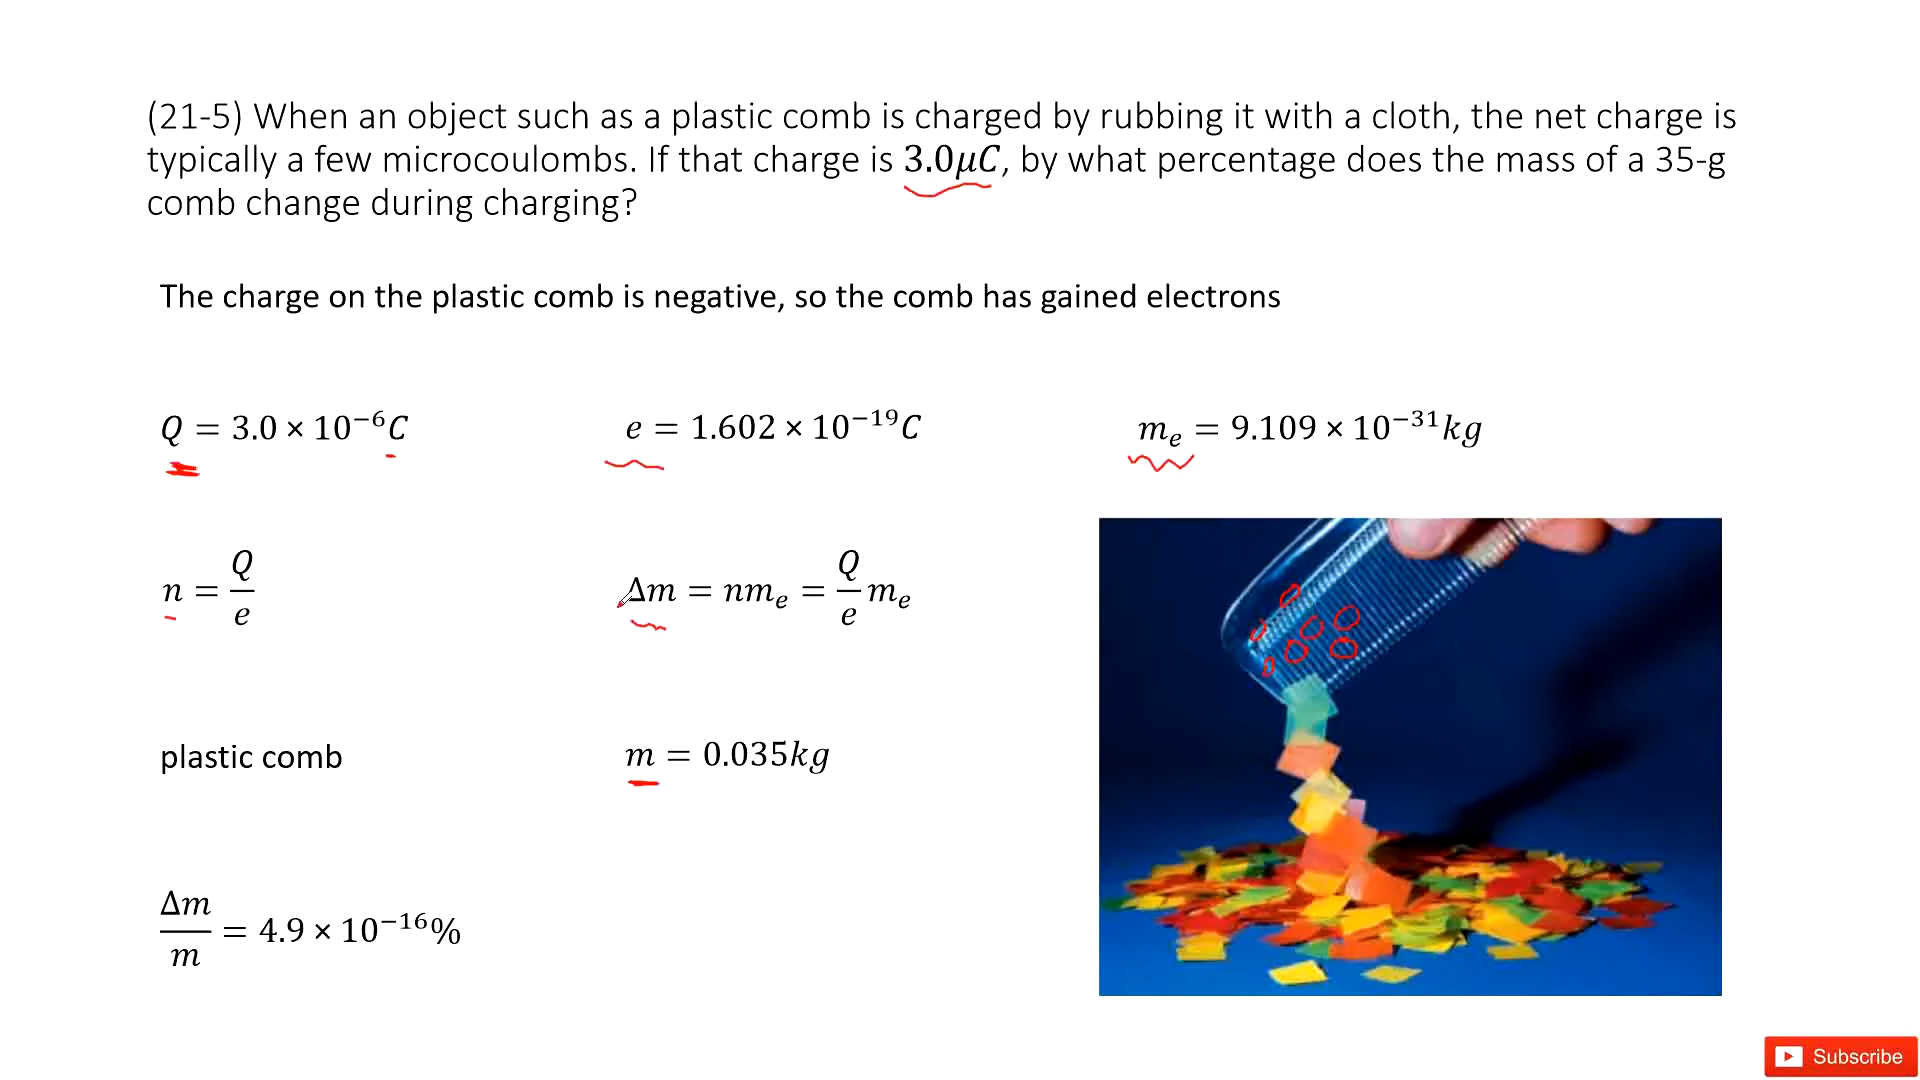 (21-5) When an object such as a plastic comb is charged by rubbing it with a cloth, the net charge is
typically a few microcoulombs. If that charge is 3.0μC, by what percentage does the mass of a 35-g
comb change during charging?
The charge on the plastic comb is negative, so the comb has gained electrons
Q = 3.0 × 10⁻⁶C
e = 1.602 × 10⁻¹⁹C
mₑ = 9.109 × 10⁻³¹kg
n = Q/e
Δm = nmₑ = Q/e mₑ
plastic comb
m = 0.035kg
Δm/m = 4.9 × 10⁻¹⁶%
Subscribe